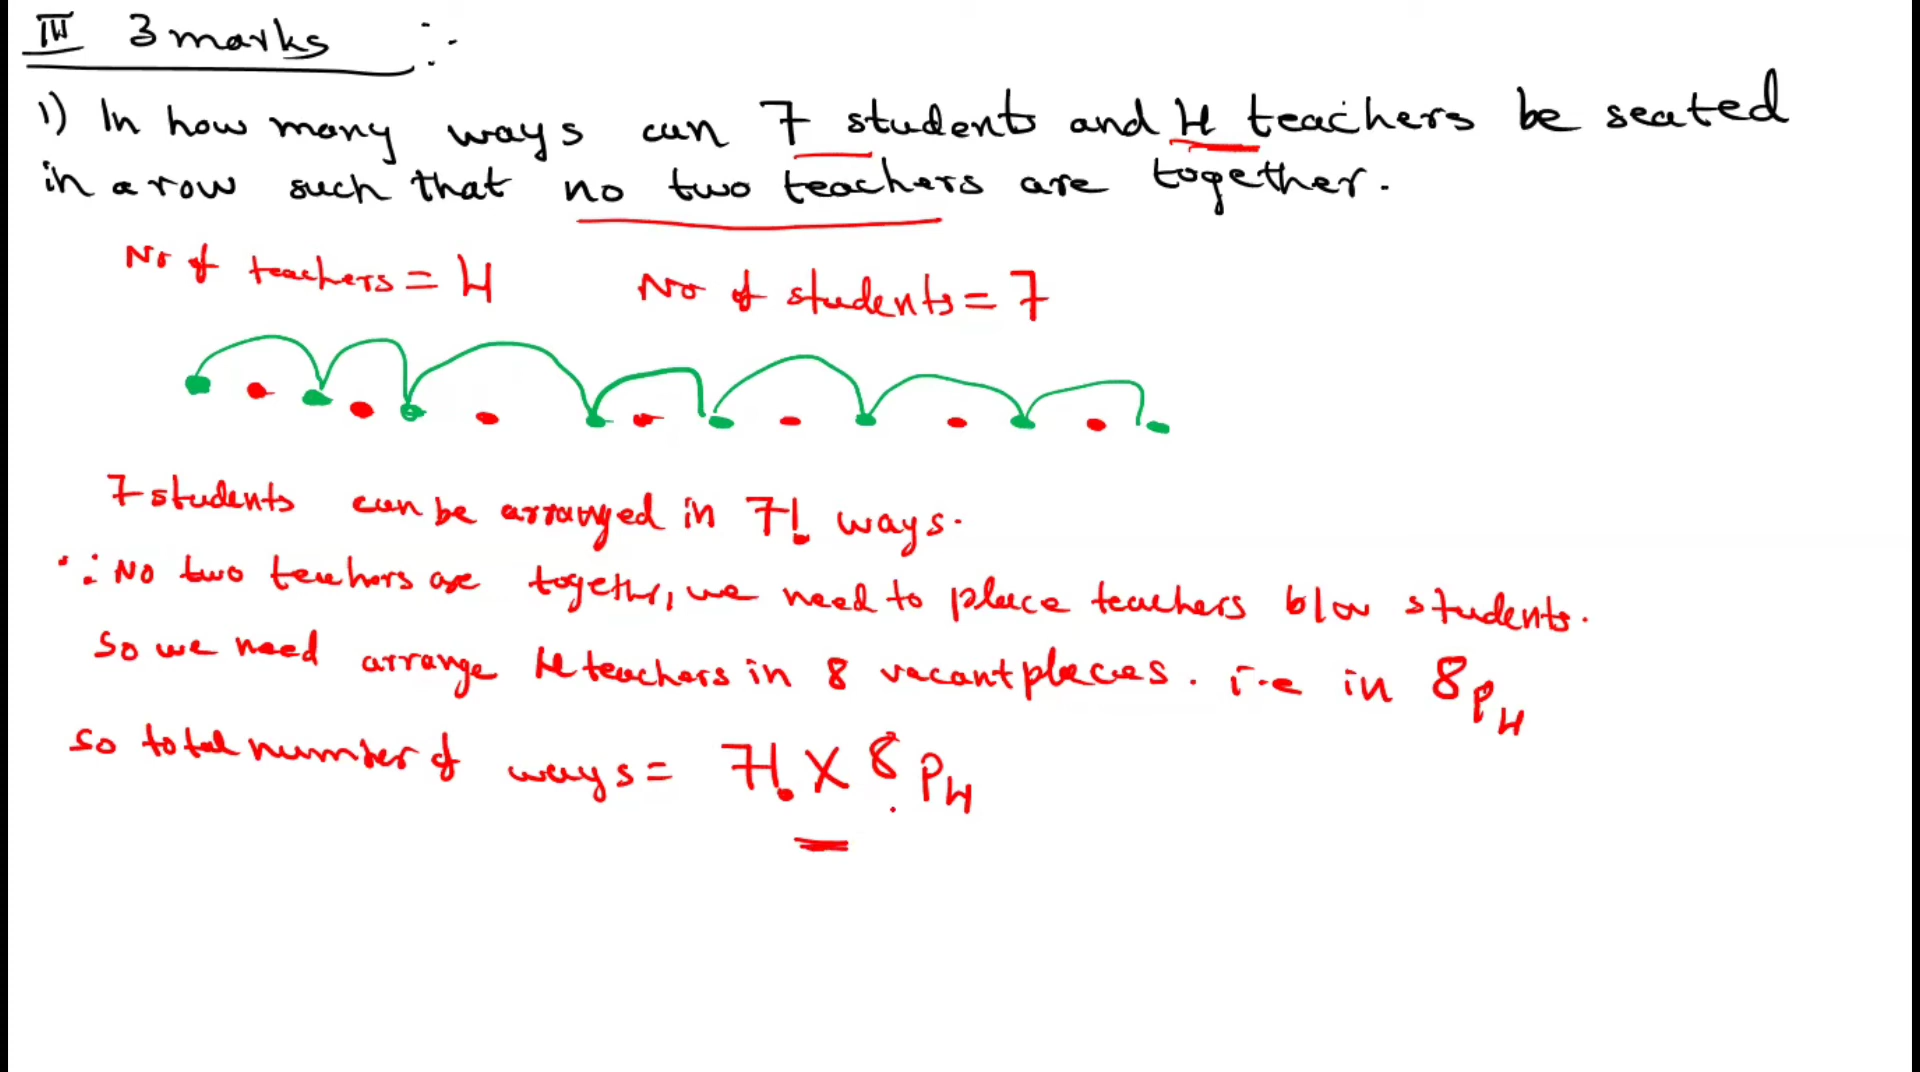 III 3 marks :-
1) In how many ways can 7 students and 4 teachers be seated
in a row such that no two teachers are together.
No of teachers = 4 No of students = 7
7 students can be arranged in 7! ways.
∵ No two teachers are together, we need to place teachers b/w students.
So we need arrange 4 teachers in 8 vacant places. i.e in 8P4
So total number of ways = 7! X 8P4